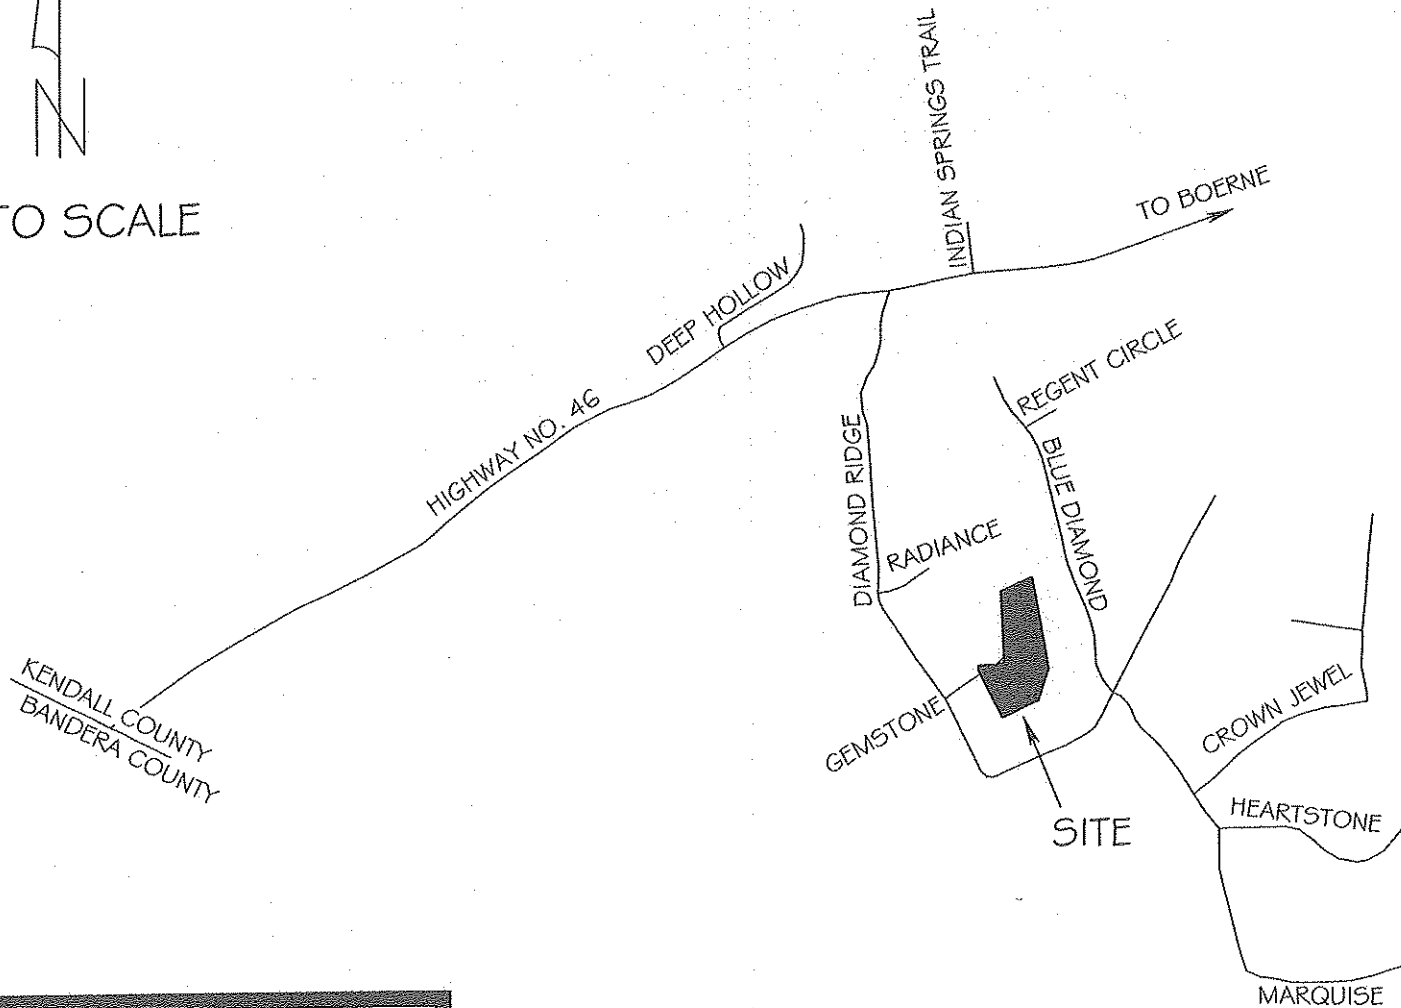 N
TO SCALE
INDIAN SPRINGS TRAIL
TO BOERNE
DEEP HOLLOW
HIGHWAY NO. 46
REGENT CIRCLE
DIAMOND RIDGE
BLUE DIAMOND
RADIANCE
KENDALL COUNTY
BANDERA COUNTY
GEMSTONE
CROWN JEWEL
SITE
HEARTSTONE
MARQUISE